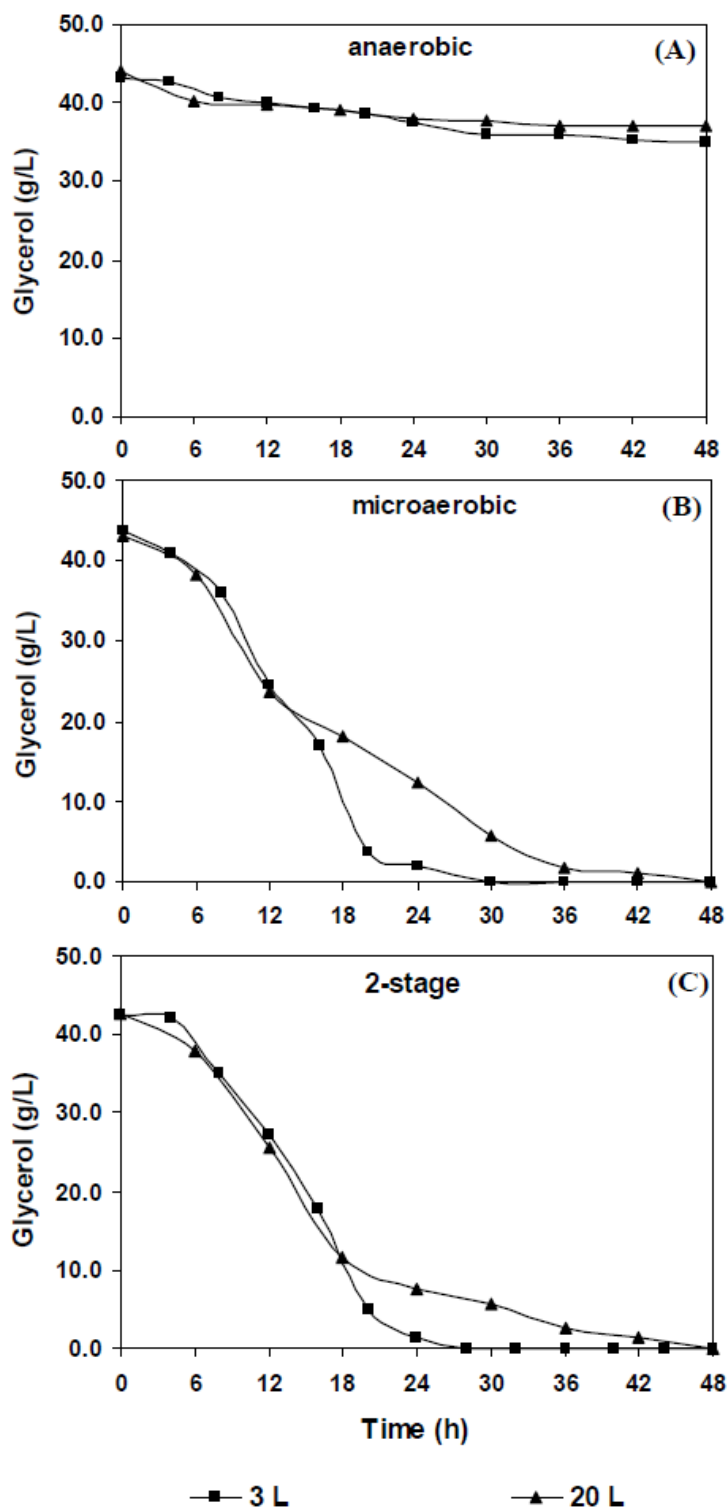 anaerobic (A)
50.0
40.0
30.0
20.0
10.0
0.0
Glycerol (g/L)
0 6 12 18 24 30 36 42 48
microaerobic (B)
50.0
40.0
30.0
20.0
10.0
0.0
Glycerol (g/L)
0 6 12 18 24 30 36 42 48
2-stage (C)
50.0
40.0
30.0
20.0
10.0
0.0
Glycerol (g/L)
0 6 12 18 24 30 36 42 48
Time (h)
3 L 20 L